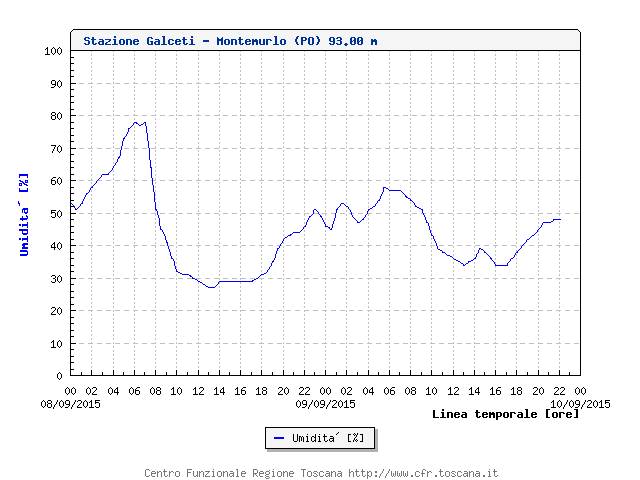 Stazione Galceti - Montemurlo (PO) 93.00 m
100
90
80
70
60
50
40
30
20
10
0
Umidita´ [%]
00 02 04 06 08 10 12 14 16 18 20 22 00 02 04 06 08 10 12 14 16 18 20 22 00
08/09/2015 09/09/2015 10/09/2015
Linea temporale [ore]
Umidita´ [%]
Centro Funzionale Regione Toscana http://www.cfr.toscana.it